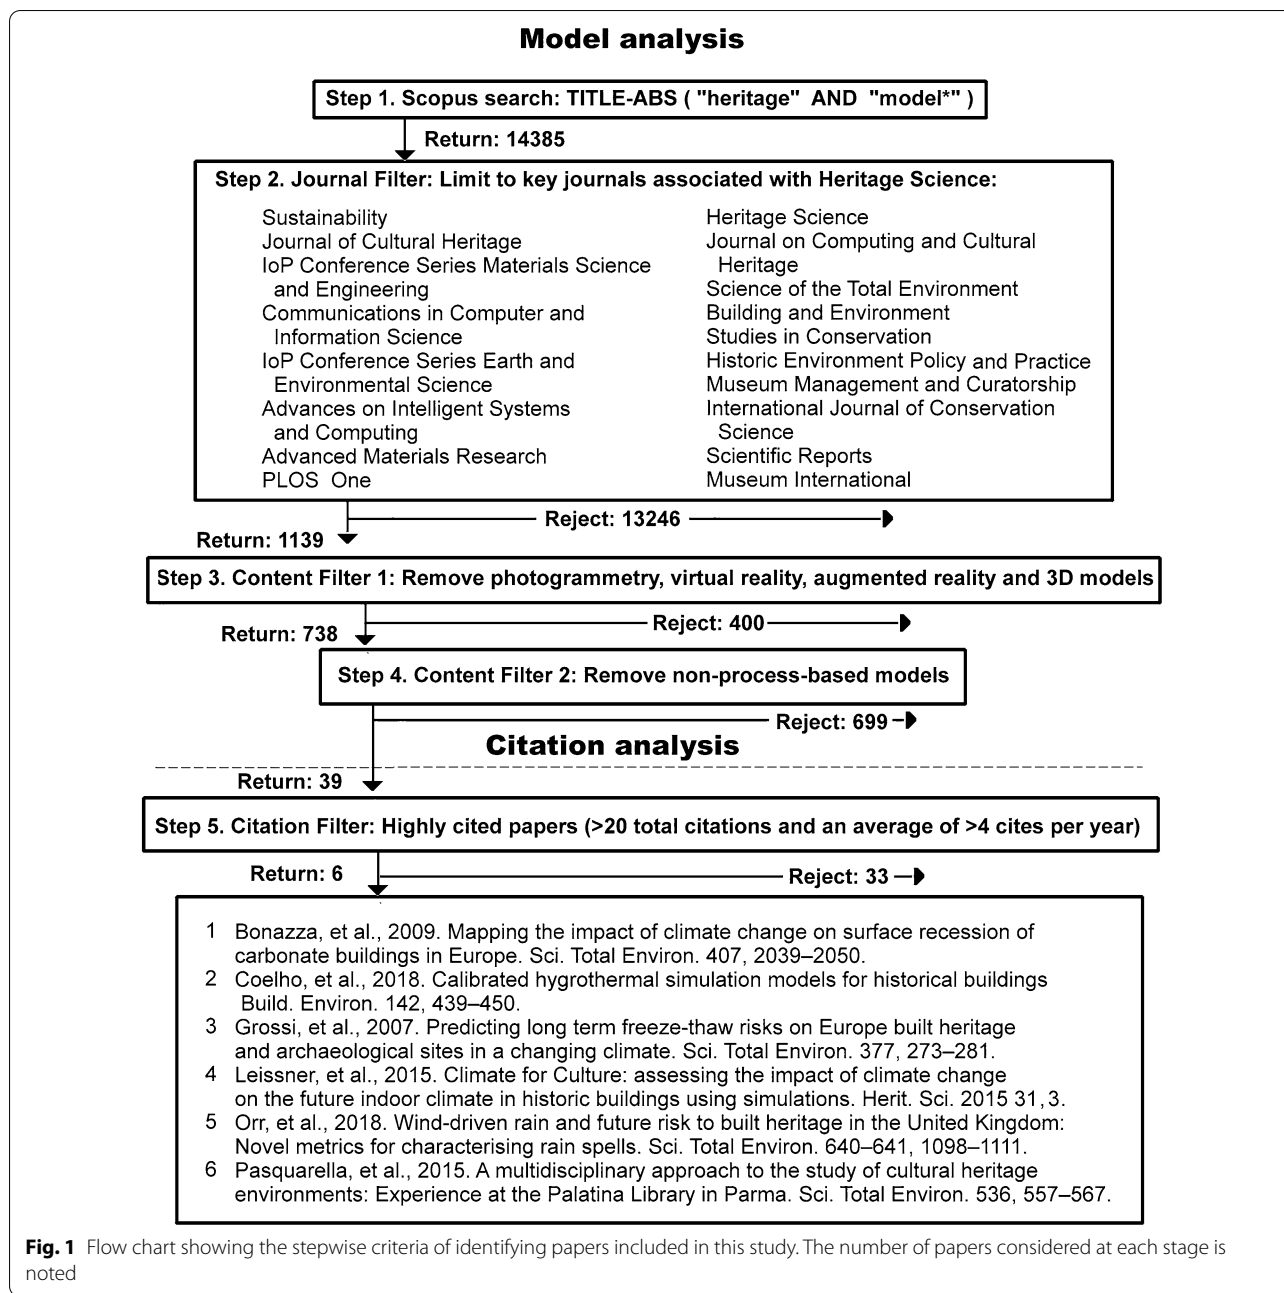 Model analysis
Step 1. Scopus search: TITLE-ABS ( "heritage" AND "model*" )
Return: 14385
Step 2. Journal Filter: Limit to key journals associated with Heritage Science:
Sustainability
Journal of Cultural Heritage
IoP Conference Series Materials Science
and Engineering
Communications in Computer and
Information Science
IoP Conference Series Earth and
Environmental Science
Advances on Intelligent Systems
and Computing
Advanced Materials Research
PLOS One
Heritage Science
Journal on Computing and Cultural
Heritage
Science of the Total Environment
Building and Environment
Studies in Conservation
Historic Environment Policy and Practice
Museum Management and Curatorship
International Journal of Conservation
Science
Scientific Reports
Museum International
Reject: 13246
Return: 1139
Step 3. Content Filter 1: Remove photogrammetry, virtual reality, augmented reality and 3D models
Reject: 400
Return: 738
Step 4. Content Filter 2: Remove non-process-based models
Reject: 699
Citation analysis
Return: 39
Step 5. Citation Filter: Highly cited papers (>20 total citations and an average of >4 cites per year)
Return: 6
Reject: 33
1 Bonazza, et al., 2009. Mapping the impact of climate change on surface recession of
carbonate buildings in Europe. Sci. Total Environ. 407, 2039–2050.
2 Coelho, et al., 2018. Calibrated hygrothermal simulation models for historical buildings
Build. Environ. 142, 439–450.
3 Grossi, et al., 2007. Predicting long term freeze-thaw risks on Europe built heritage
and archaeological sites in a changing climate. Sci. Total Environ. 377, 273–281.
4 Leissner, et al., 2015. Climate for Culture: assessing the impact of climate change
on the future indoor climate in historic buildings using simulations. Herit. Sci. 2015 31, 3.
5 Orr, et al., 2018. Wind-driven rain and future risk to built heritage in the United Kingdom:
Novel metrics for characterising rain spells. Sci. Total Environ. 640–641, 1098–1111.
6 Pasquarella, et al., 2015. A multidisciplinary approach to the study of cultural heritage
environments: Experience at the Palatina Library in Parma. Sci. Total Environ. 536, 557–567.
Fig. 1 Flow chart showing the stepwise criteria of identifying papers included in this study. The number of papers considered at each stage is
noted